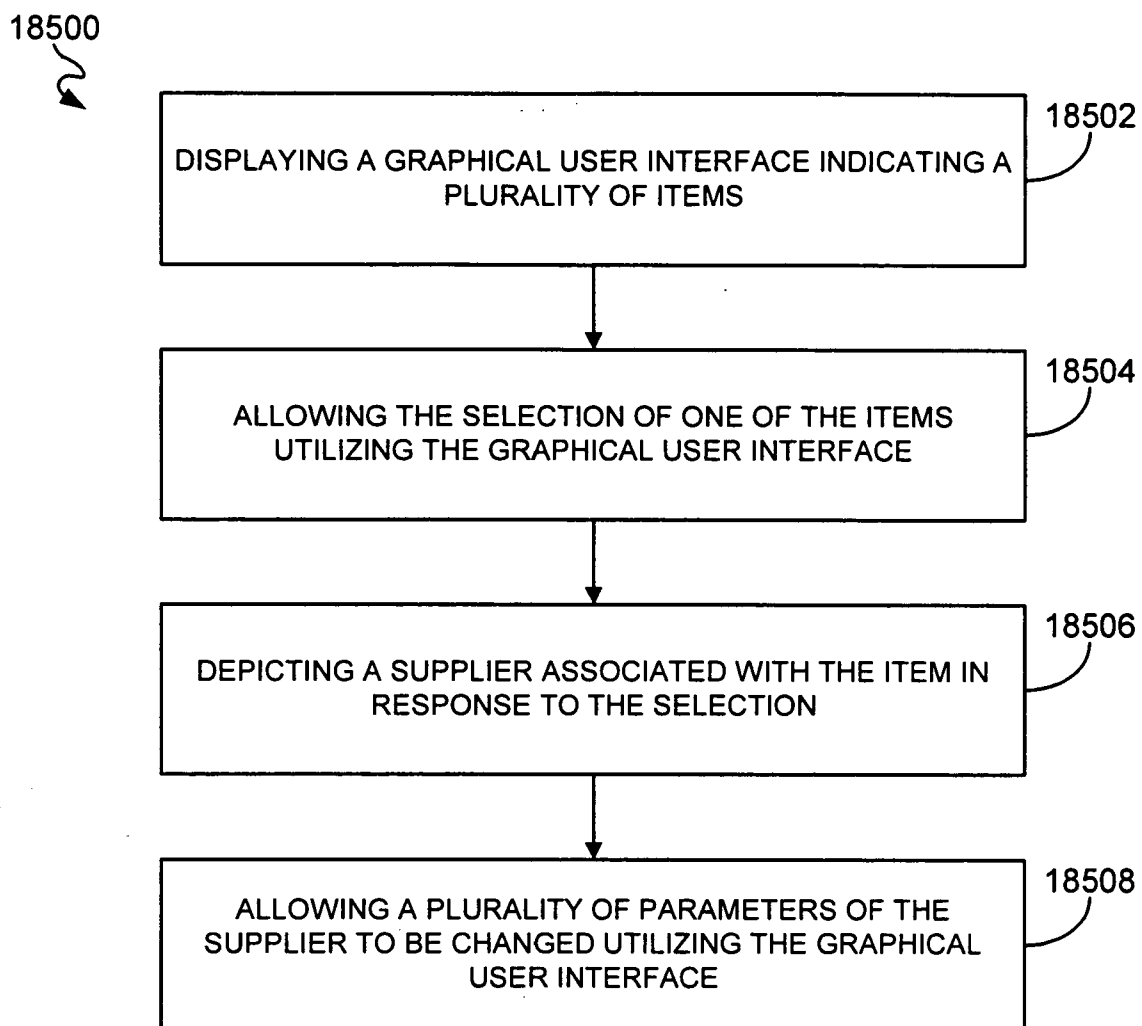 18500
18502
DISPLAYING A GRAPHICAL USER INTERFACE INDICATING A
PLURALITY OF ITEMS
18504
ALLOWING THE SELECTION OF ONE OF THE ITEMS
UTILIZING THE GRAPHICAL USER INTERFACE
18506
DEPICTING A SUPPLIER ASSOCIATED WITH THE ITEM IN
RESPONSE TO THE SELECTION
18508
ALLOWING A PLURALITY OF PARAMETERS OF THE
SUPPLIER TO BE CHANGED UTILIZING THE GRAPHICAL
USER INTERFACE